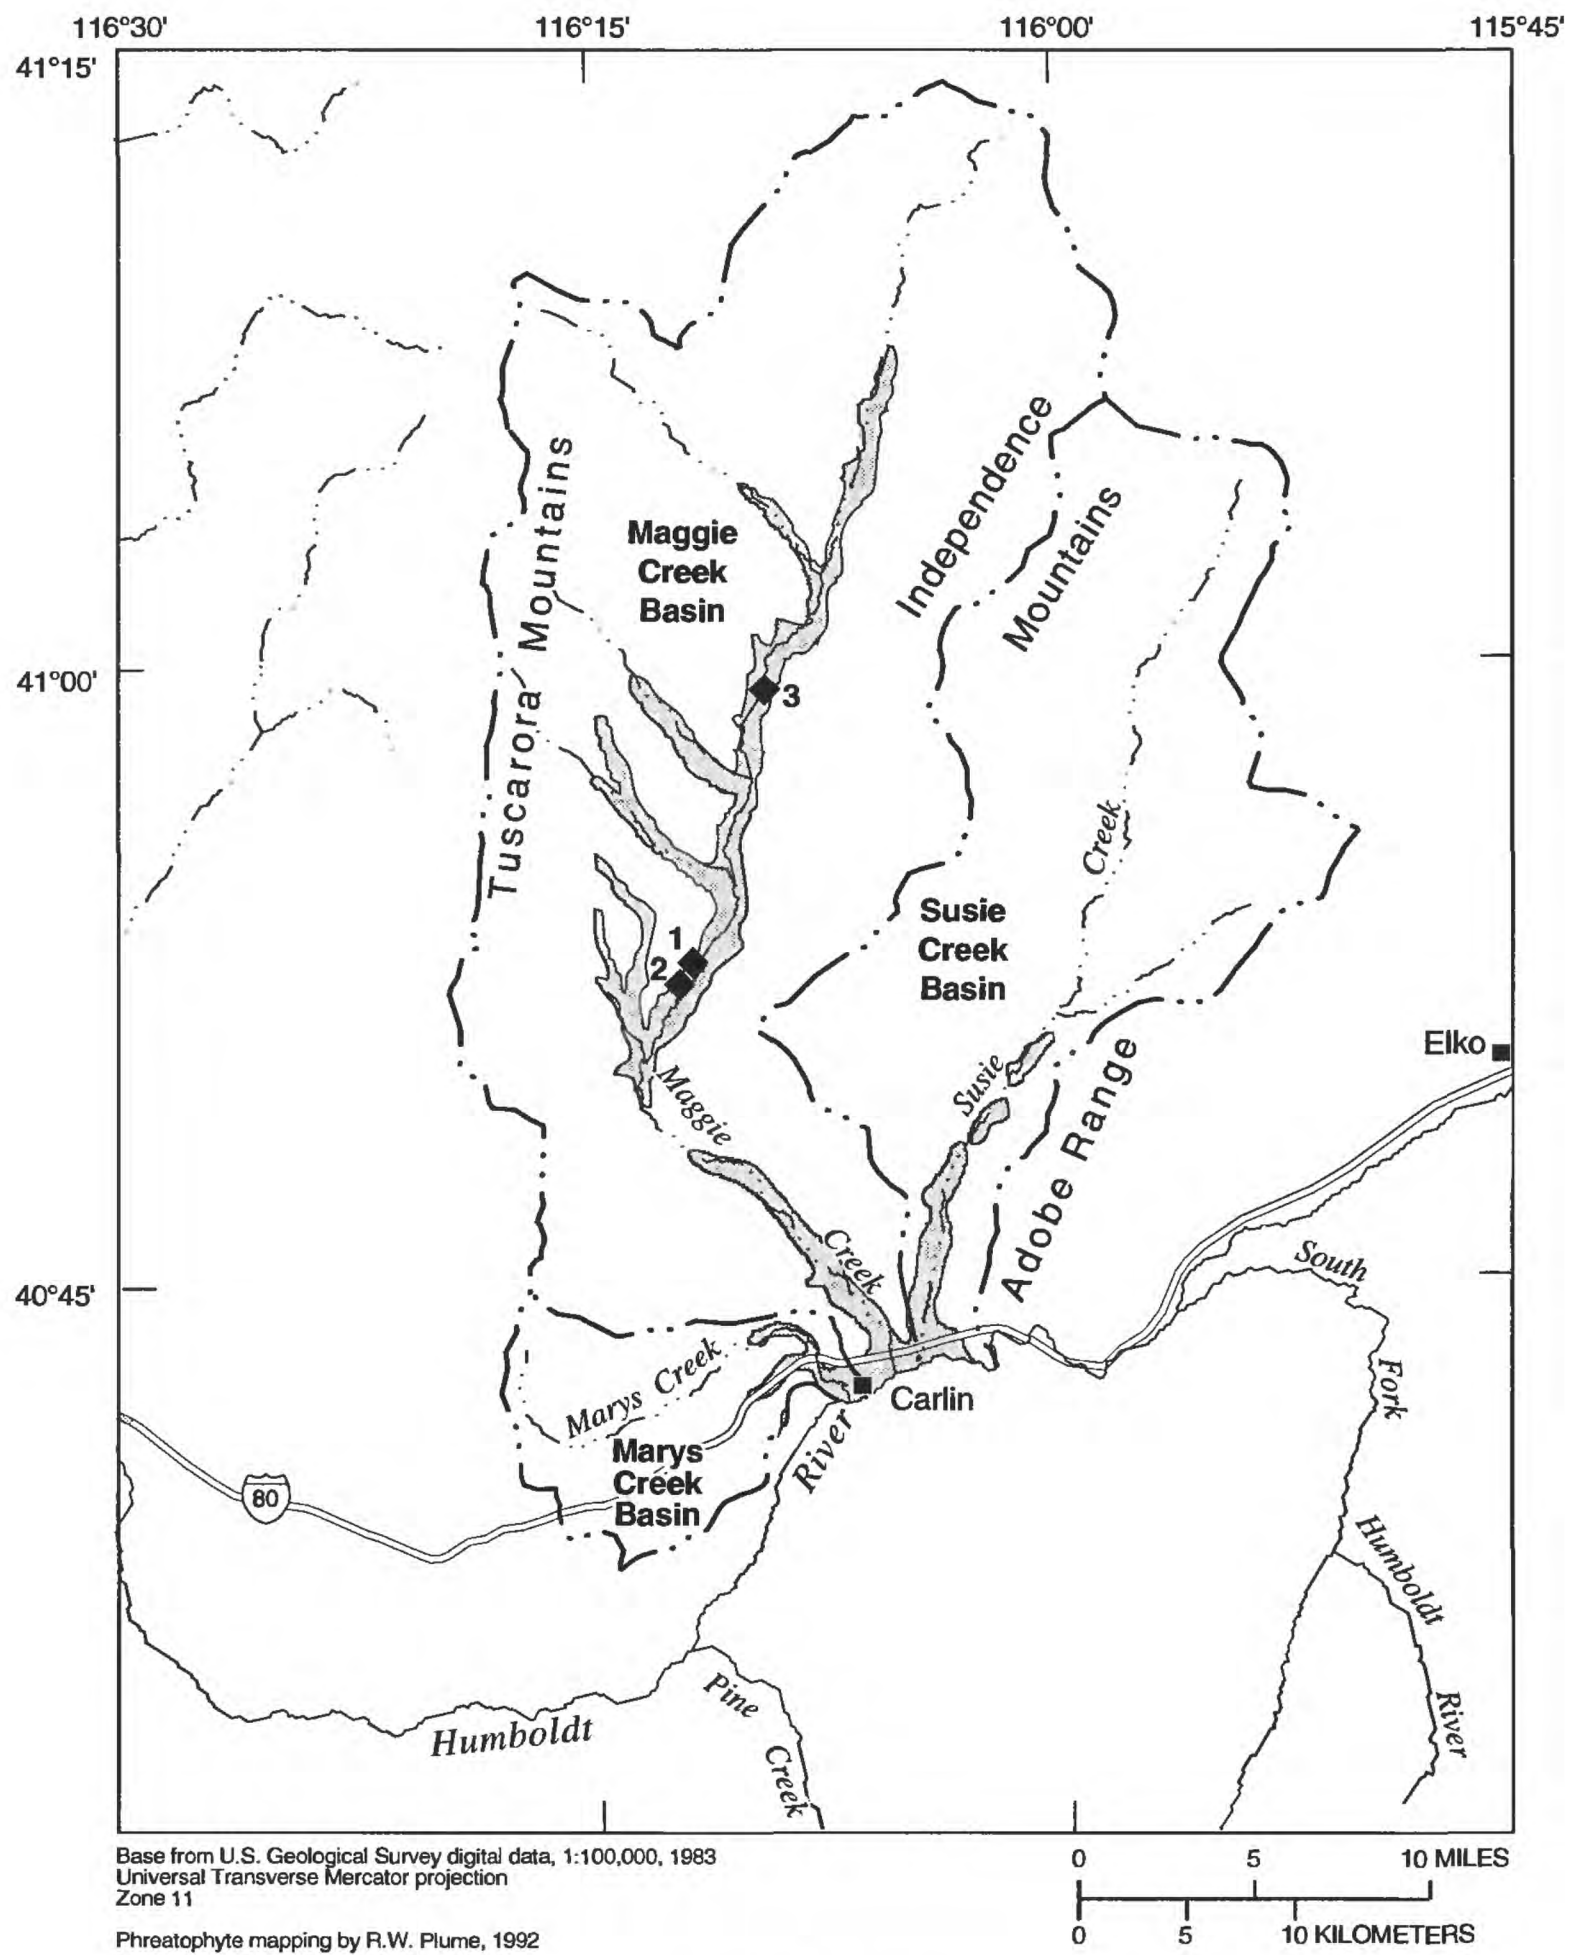 116°30'
116°15'
116°00'
115°45'
41°15'
Independence
Mountains
Tuscarora Mountains
Maggie
Creek
Basin
41°00'
3
Creek
Susie
Creek
Basin
1
2
Elko
Maggie
Susie
Adobe Range
Creek
South
40°45'
Marys Creek
Carlin
Fork
River
Marys
Creek
Basin
80
Humboldt
River
Pine
Humboldt
Creek
Base from U.S. Geological Survey digital data, 1:100,000, 1983
Universal Transverse Mercator projection
Zone 11
Phreatophyte mapping by R.W. Plume, 1992
0 5 10 MILES
0 5 10 KILOMETERS